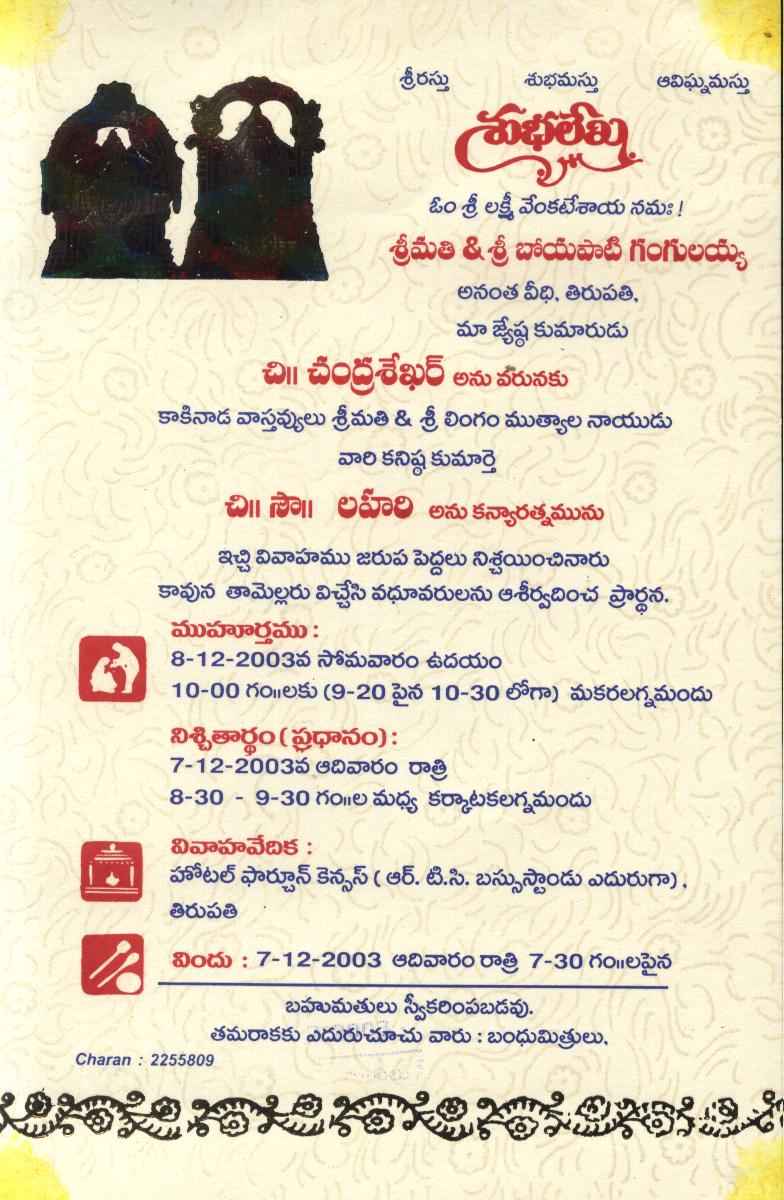 శ్రీరస్తు శుభమస్తు ఆవిఘ్నమస్తు
శుభలేఖ
ఓం శ్రీ లక్ష్మీ వేంకటేశాయ నమః !
శ్రీమతి & శ్రీ బోయపాటి గంగులయ్య
అనంత వీధి, తిరుపతి,
మా జ్యేష్ఠ కుమారుడు
చి॥ చంద్రశేఖర్ అను వరునకు
కాకినాడ వాస్తవ్యులు శ్రీమతి & శ్రీ లింగం ముత్యాల నాయుడు
వారి కనిష్ఠ కుమార్తె
చి॥ సౌ॥ లహరి అను కన్యారత్నమును
ఇచ్చి వివాహము జరుప పెద్దలు నిశ్చయించినారు
కావున తామెల్లరు విచ్చేసి వధూవరులను ఆశీర్వదించ ప్రార్థన.
ముహూర్తము :
8-12-2003వ సోమవారం ఉదయం
10-00 గం॥లకు (9-20 పైన 10-30 లోగా) మకరలగ్నమందు
నిశ్చితార్థం ( ప్రధానం) :
7-12-2003వ ఆదివారం రాత్రి
8-30 - 9-30 గం॥ల మధ్య కర్కాటకలగ్నమందు
వివాహవేదిక :
హోటల్ ఫార్చూన్ కెన్సస్ ( ఆర్. టి.సి. బస్సుస్టాండు ఎదురుగా) ,
తిరుపతి
విందు : 7-12-2003 ఆదివారం రాత్రి 7-30 గం॥లపైన
బహుమతులు స్వీకరింపబడవు.
తమరాకకు ఎదురుచూచు వారు : బంధుమిత్రులు,
Charan : 2255809